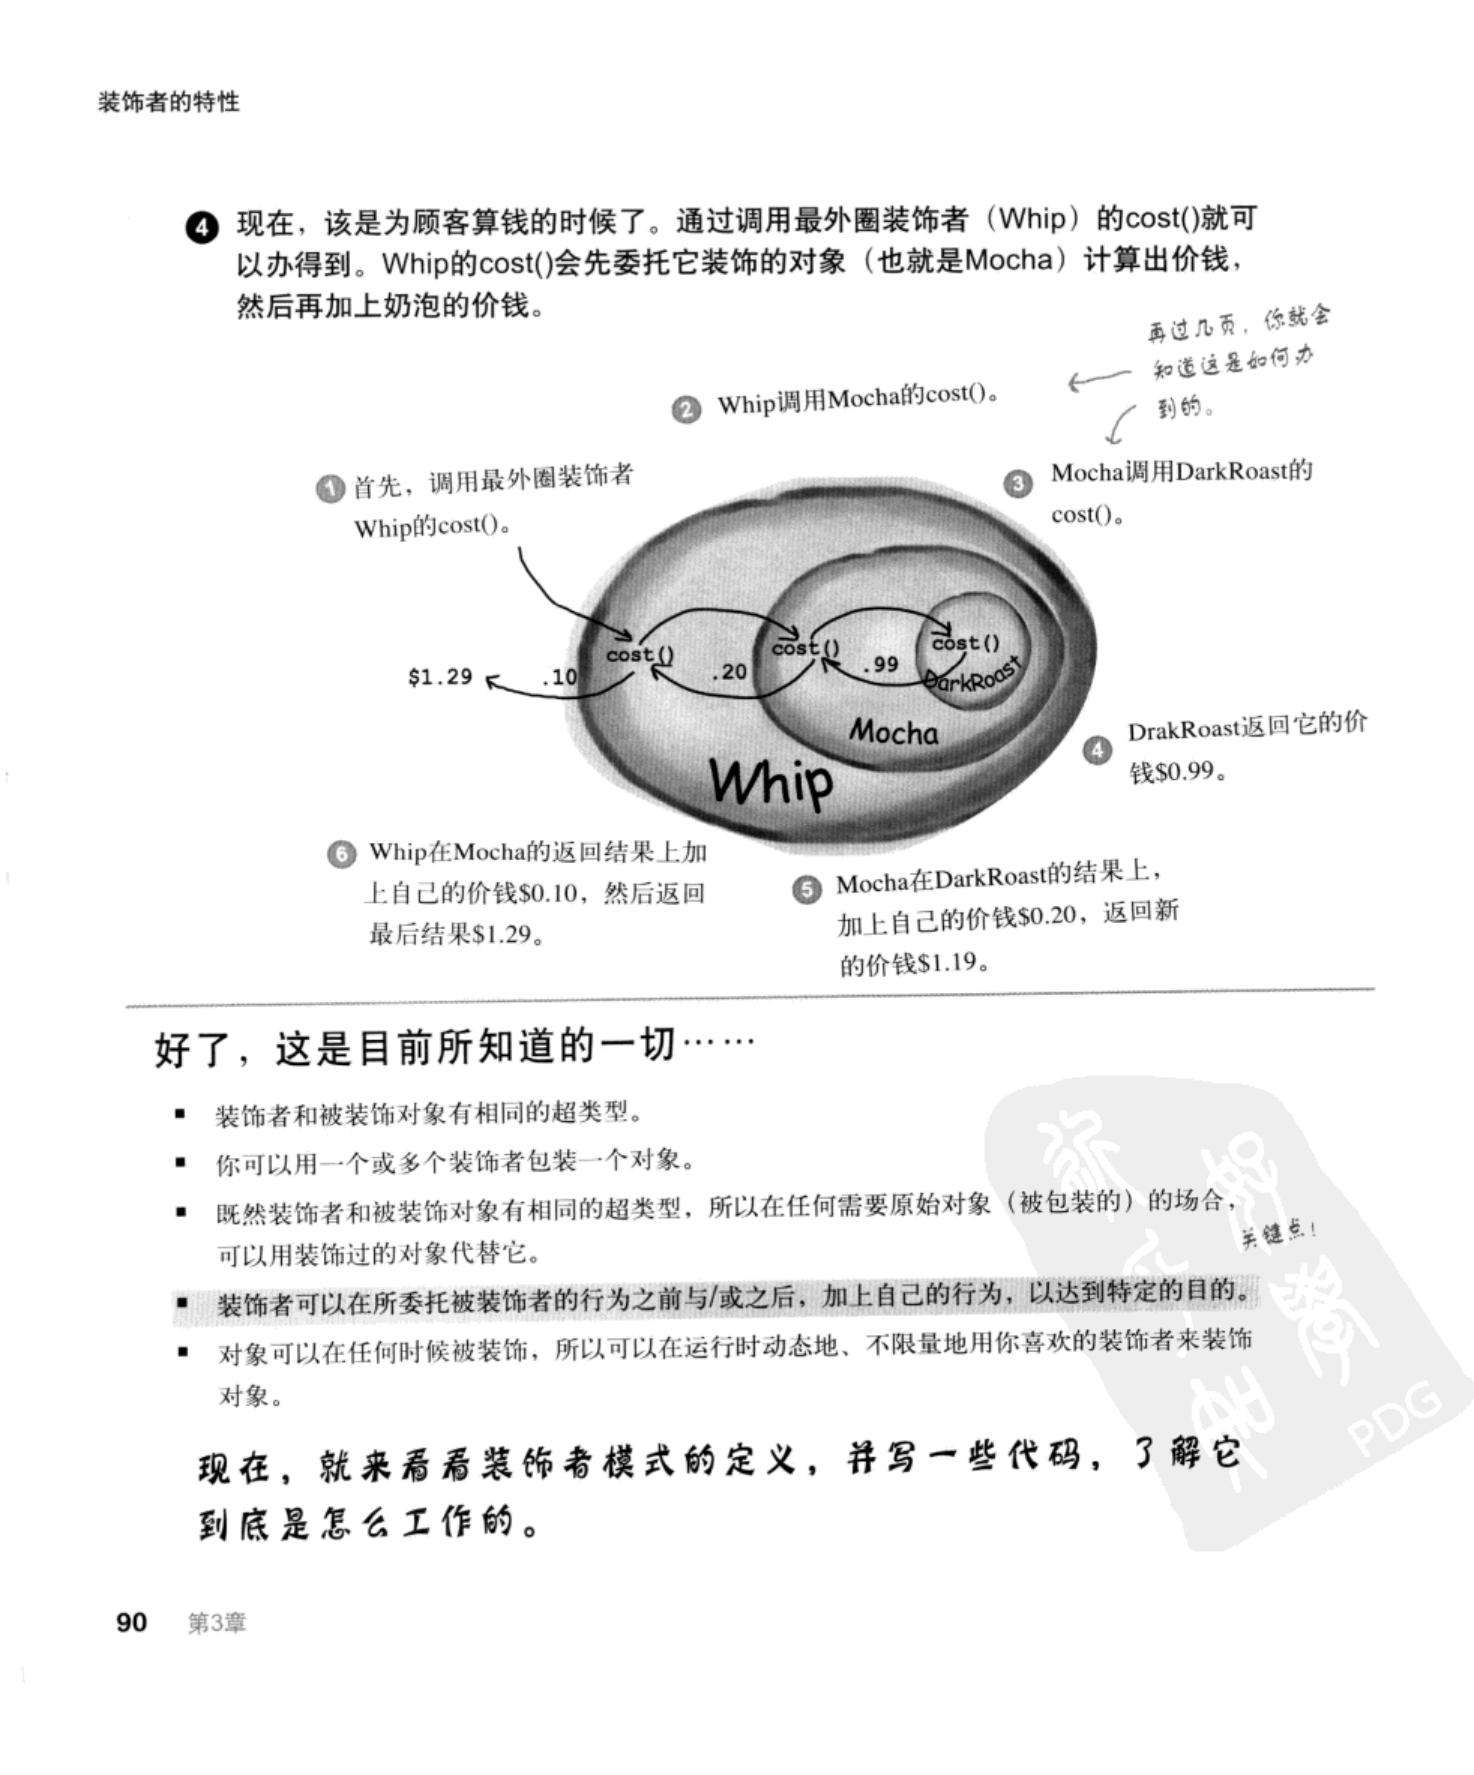 装饰者的特性
4 现在，该是为顾客算钱的时候了。通过调用最外圈装饰者（Whip）的cost()就可
以办得到。Whip的cost()会先委托它装饰的对象（也就是Mocha）计算出价钱，
然后再加上奶泡的价钱。
再过几页，你就会
知道这是如何办
到的。
2 Whip调用Mocha的cost()。
1 首先，调用最外圈装饰者
Whip的cost()。
3 Mocha调用DarkRoast的
cost()。
cost()
cost()
cost()
$1.29
.10
.20
.99
DarkRoast
Mocha
Whip
4 DrakRoast返回它的价
钱$0.99。
6 Whip在Mocha的返回结果上加
上自己的价钱$0.10，然后返回
最后结果$1.29。
5 Mocha在DarkRoast的结果上，
加上自己的价钱$0.20，返回新
的价钱$1.19。
好了，这是目前所知道的一切……
▪ 装饰者和被装饰对象有相同的超类型。
▪ 你可以用一个或多个装饰者包装一个对象。
▪ 既然装饰者和被装饰对象有相同的超类型，所以在任何需要原始对象（被包装的）的场合，
可以用装饰过的对象代替它。
关键点！
▪ 装饰者可以在所委托被装饰者的行为之前与/或之后，加上自己的行为，以达到特定的目的。
▪ 对象可以在任何时候被装饰，所以可以在运行时动态地、不限量地用你喜欢的装饰者来装饰
对象。
现在，就来看看装饰者模式的定义，并写一些代码，了解它
到底是怎么工作的。
PDG
90 第3章